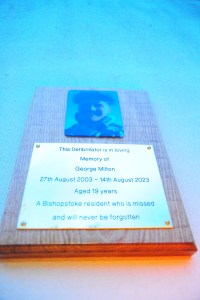 This Defibrillator is in loving
Memory of
George Milton
27th August 2003 - 14th August 2023
Aged 19 years
A Bishopstoke resident who is missed
and will never be forgotten